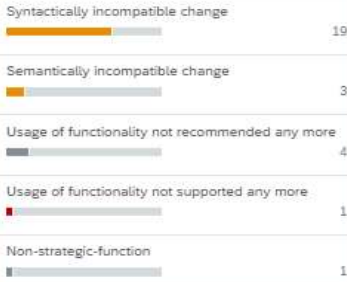 Syntactically incompatible change
19
Semantically incompatible change
3
Usage of functionality not recommended any more
4
Usage of functionality not supported any more
1
Non-strategic-function
1